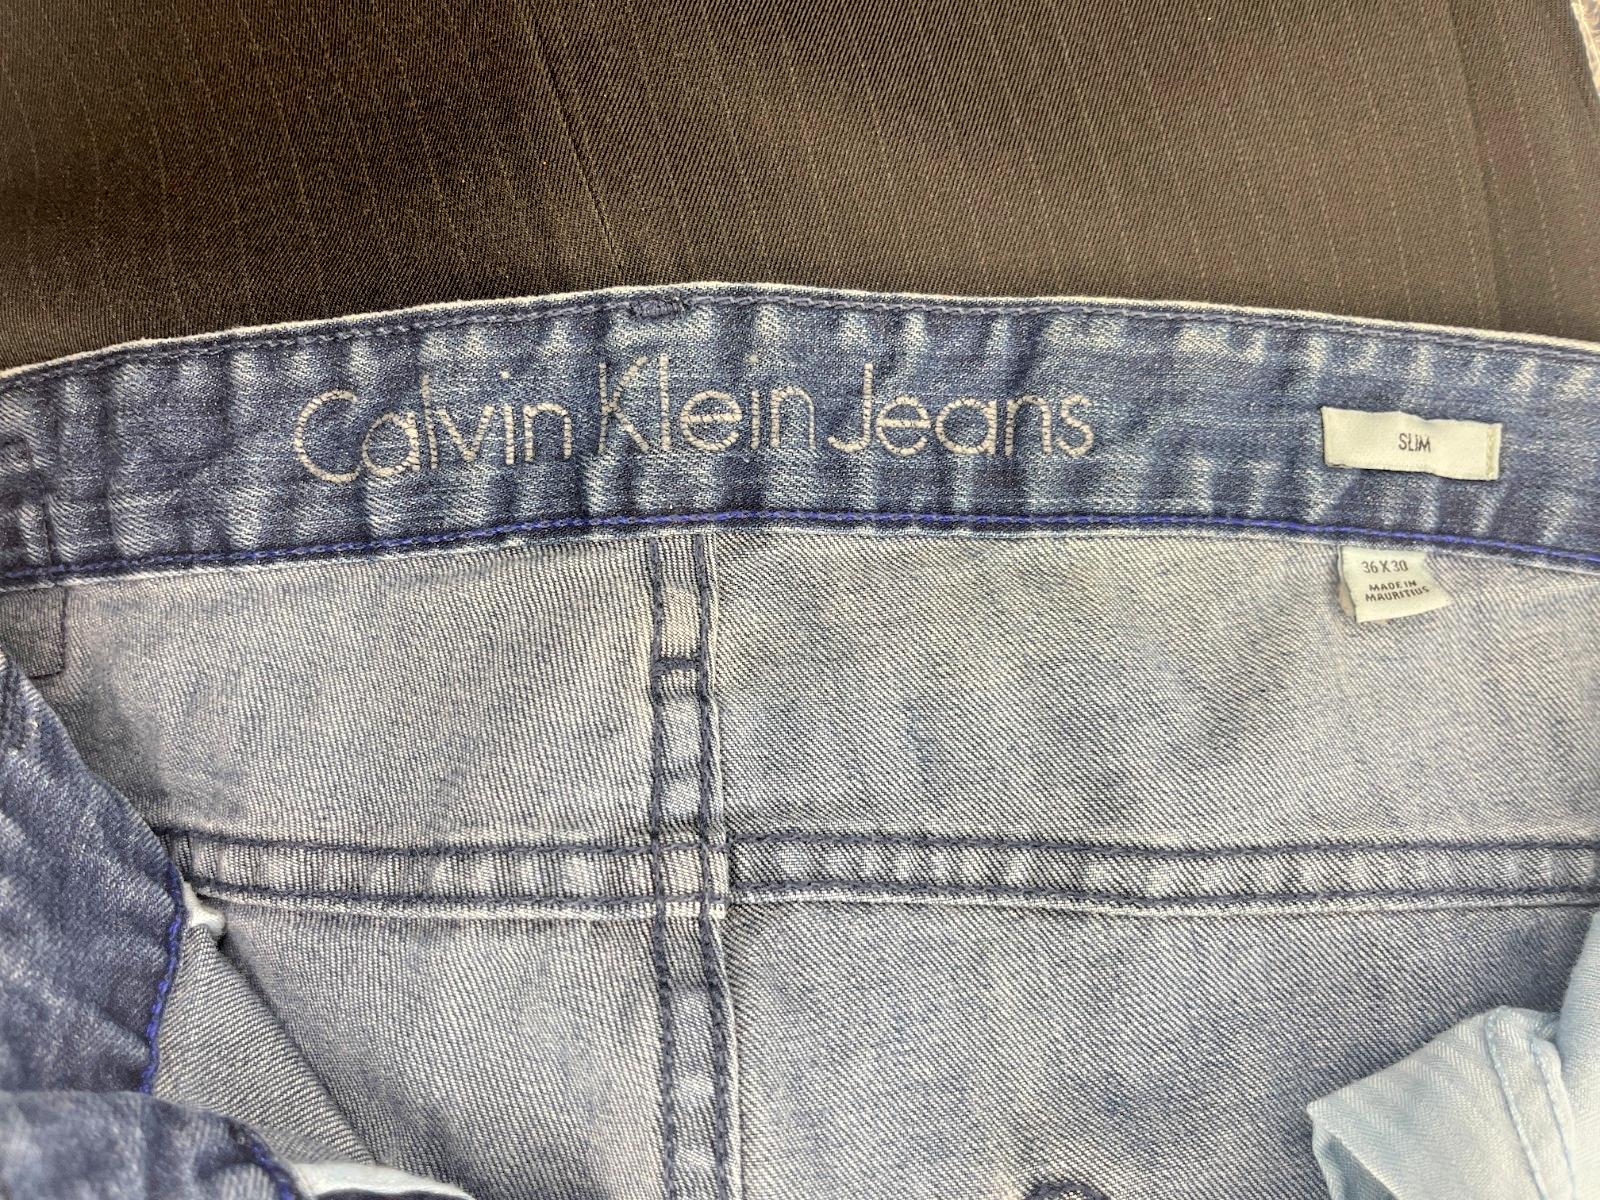 Calvin Klein Jeans
SLIM
36 X 30
MADE IN
MAURITIUS